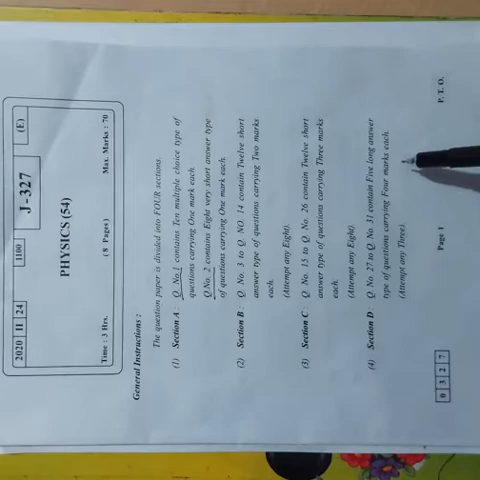 2020 II 24 1100 J-327 (E)
PHYSICS (54)
Time : 3 Hrs. ( 8 Pages ) Max. Marks : 70
General Instructions :
The question paper is divided into FOUR sections.
(1) Section A : Q. No.1 contains Ten multiple choice type of
questions carrying One mark each.
Q. No. 2 contains Eight very short answer type
of questions carrying One mark each.
(2) Section B : Q. No. 3 to Q. NO. 14 contain Twelve short
answer type of questions carrying Two marks
each.
(Attempt any Eight).
(3) Section C : Q. No. 15 to Q. No. 26 contain Twelve short
answer type of questions carrying Three marks
each.
(Attempt any Eight)
(4) Section D : Q. No. 27 to Q. No. 31 contain Five long answer
type of questions carrying Four marks each.
(Attempt any Three)
0 3 2 7 Page 1 P. T. O.